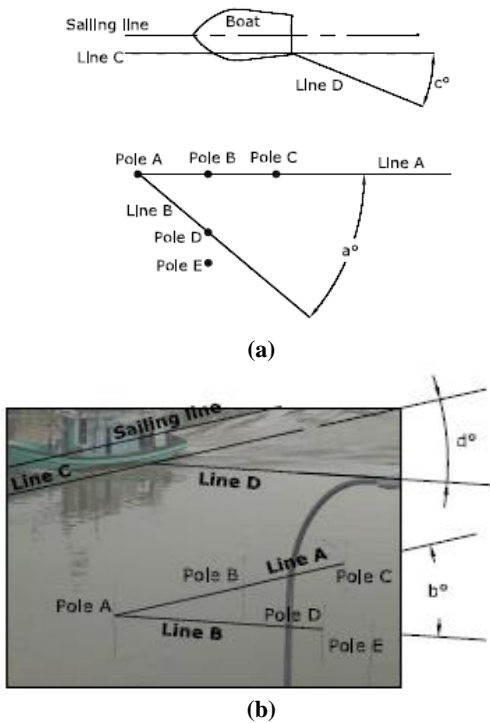 Sailing line
Boat
Line C
Line D
c°
Pole A
Pole B
Pole C
Line A
Line B
Pole D
a°
Pole E
(a)
Sailing line
d°
Line C
Line D
Line A
Pole B
Pole C
b°
Pole A
Pole D
Line B
Pole E
(b)